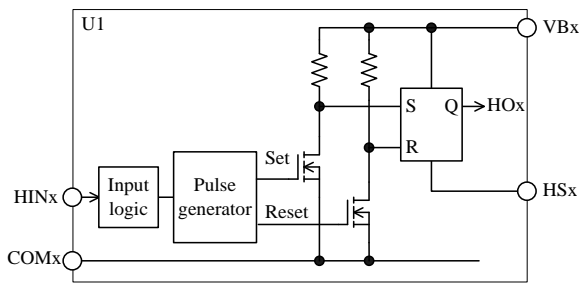 U1
VBx
S
Q
HOx
R
Set
HINx
Input
logic
Pulse
generator
HSx
Reset
COMx